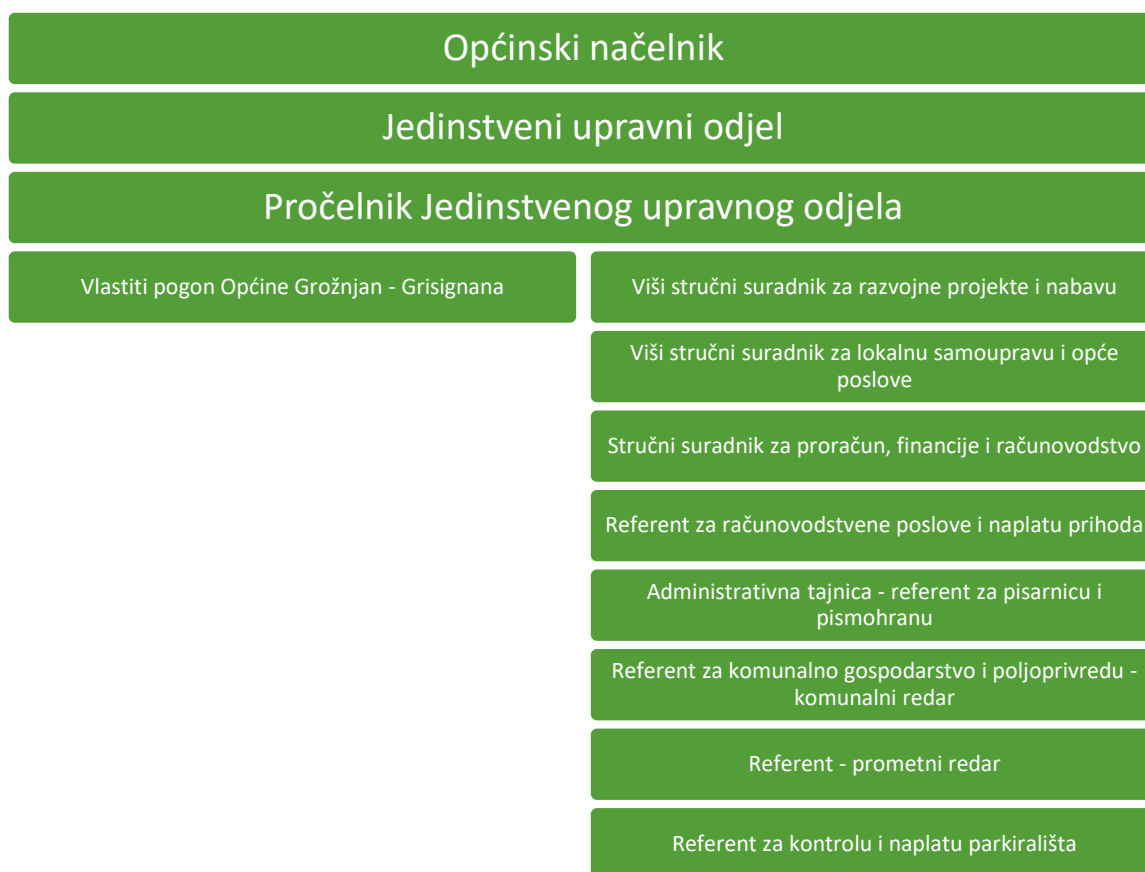 Općinski načelnik
Jedinstveni upravni odjel
Pročelnik Jedinstvenog upravnog odjela
Vlastiti pogon Općine Grožnjan - Grisignana
Viši stručni suradnik za razvojne projekte i nabavu
Viši stručni suradnik za lokalnu samoupravu i opće
poslove
Stručni suradnik za proračun, financije i računovodstvo
Referent za računovodstvene poslove i naplatu prihoda
Administrativna tajnica - referent za pisarnicu i
pismohranu
Referent za komunalno gospodarstvo i poljoprivredu -
komunalni redar
Referent - prometni redar
Referent za kontrolu i naplatu parkirališta